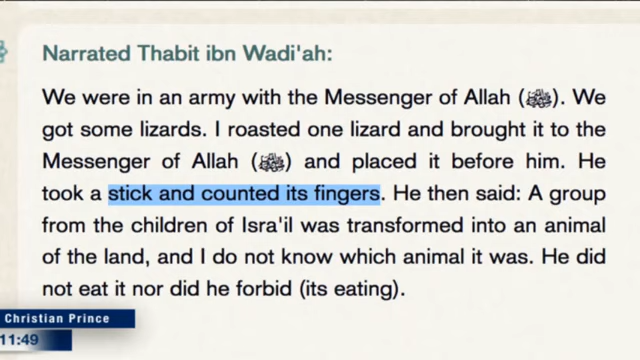 Narrated Thabit ibn Wadi'ah:
We were in an army with the Messenger of Allah (ﷺ). We
got some lizards. I roasted one lizard and brought it to the
Messenger of Allah (ﷺ) and placed it before him. He
took a stick and counted its fingers. He then said: A group
from the children of Isra'il was transformed into an animal
of the land, and I do not know which animal it was. He did
not eat it nor did he forbid (its eating).
Christian Prince
11:49